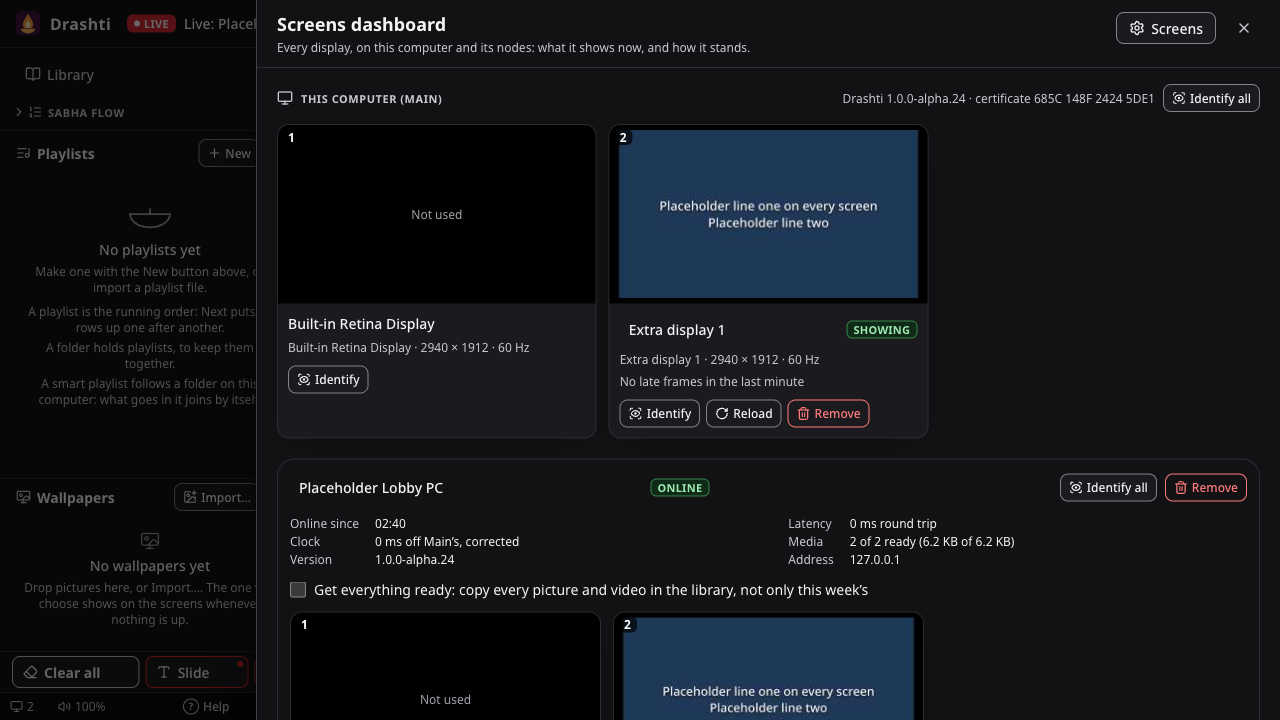 Drashti
LIVE
Live:
Library
SABHA FLOW
Playlists
New
No playlists yet
Make one with the New button above,
import a playlist file.
A playlist is the running order: Next puts
rows up one after another.
A folder holds playlists, to keep them
together.
A smart playlist follows a folder on this
computer: what goes in it joins by
Wallpapers
Import...
No wallpapers yet
Drop pictures here, or Import.... The one
choose shows on the screens
nothing is up.
Clear all
Slide
2
100%
Help
Screens dashboard
Every display, on this computer and its nodes: what it shows now, and how it stands.
Screens
THIS COMPUTER (MAIN)
Drashti 1.0.0-alpha.24 · certificate 685C 148F 2424 5DE1
Identify all
1
Not used
Built-in Retina Display
Built-in Retina Display · 2940 × 1912 · 60 Hz
Identify
2
Placeholder line one on every screen
Placeholder line two
Extra display 1
SHOWING
Extra display 1 · 2940 × 1912 · 60 Hz
No late frames in the last minute
Identify
Reload
Remove
Placeholder Lobby PC
ONLINE
Identify all
Remove
Online since 02:40
Clock 0 ms off Main’s, corrected
Version 1.0.0-alpha.24
Latency 0 ms round trip
Media 2 of 2 ready (6.2 KB of 6.2 KB)
Address 127.0.0.1
Get everything ready: copy every picture and video in the library, not only this week’s
1
Not used
2
Placeholder line one on every screen
Placeholder line two